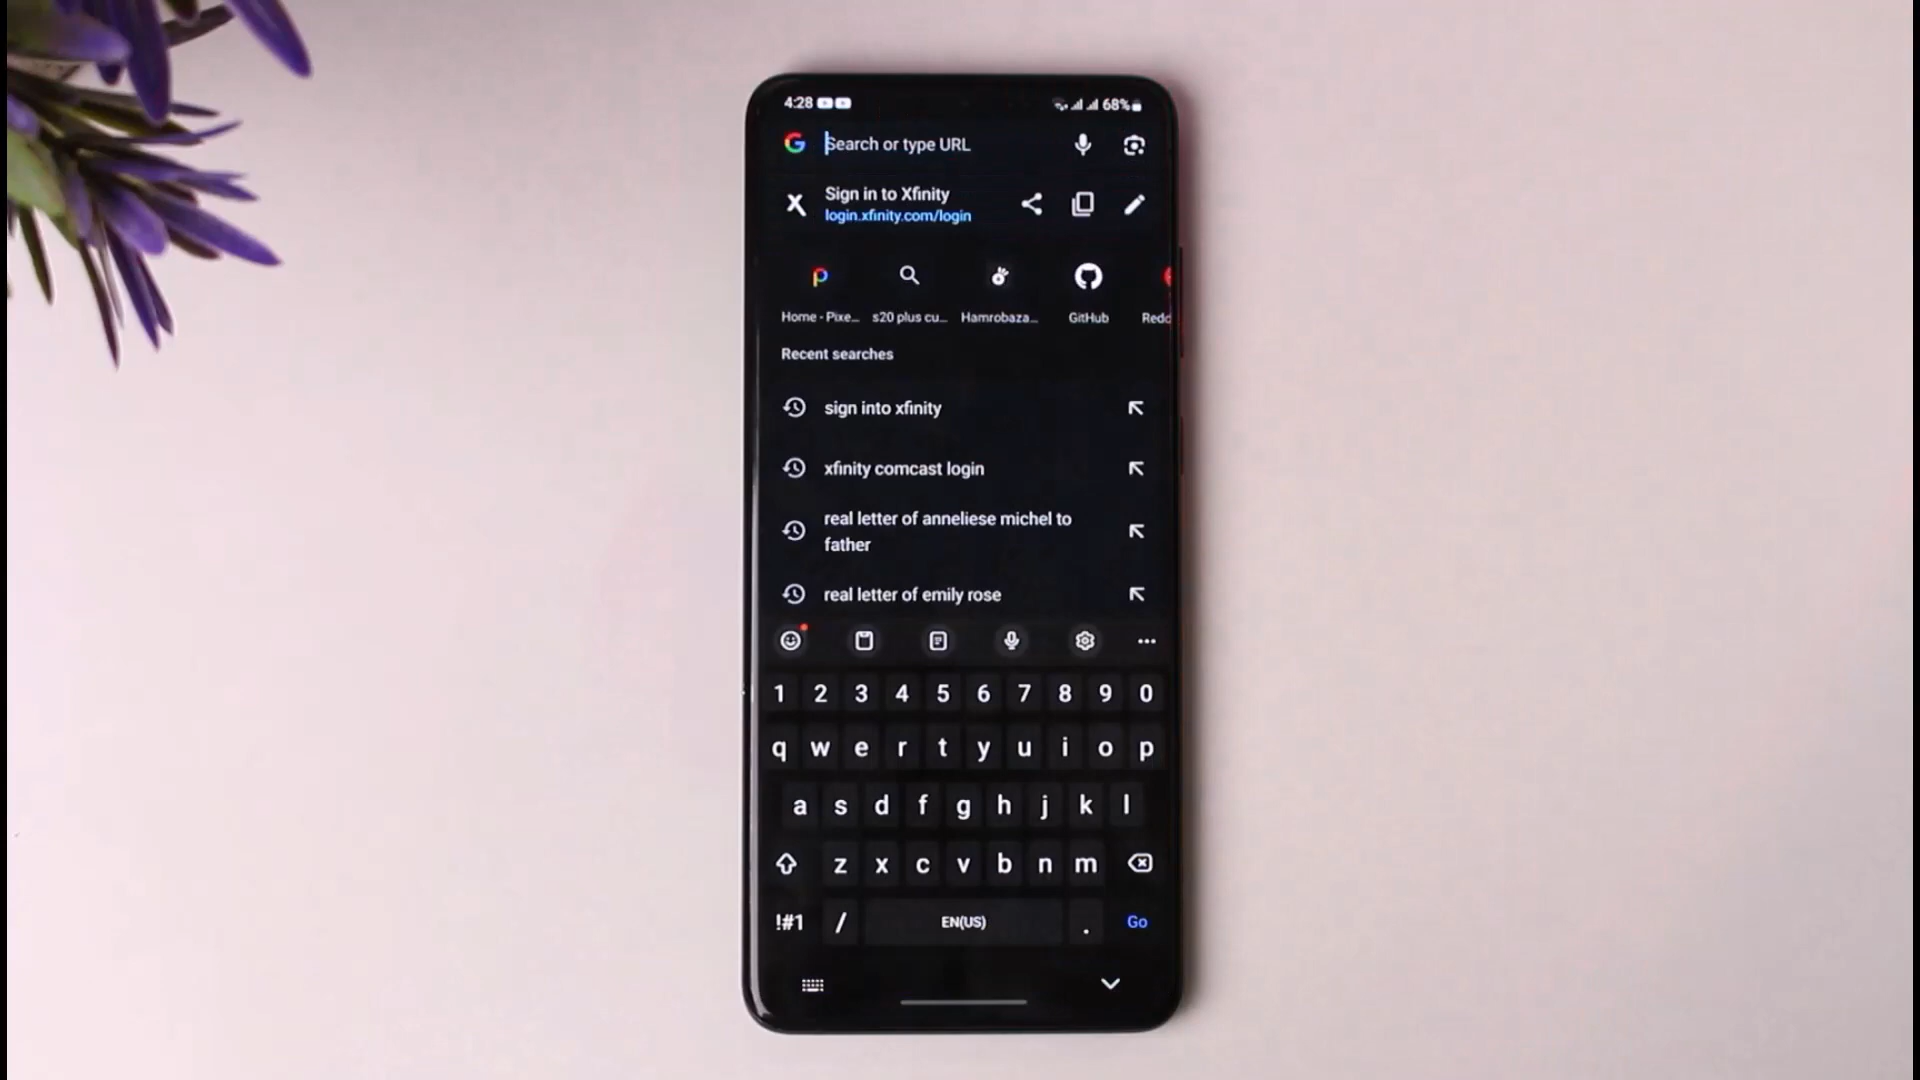 4:28 68%
Search or type URL
Sign in to Xfinity
login.xfinity.com/login
Home - Pixe... s20 plus cu... Hamrobaza... GitHub Redd
Recent searches
sign into xfinity
xfinity comcast login
real letter of anneliese michel to
father
real letter of emily rose
1 2 3 4 5 6 7 8 9 0
q w e r t y u i o p
a s d f g h j k l
z x c v b n m
!#1 / EN(US) . Go